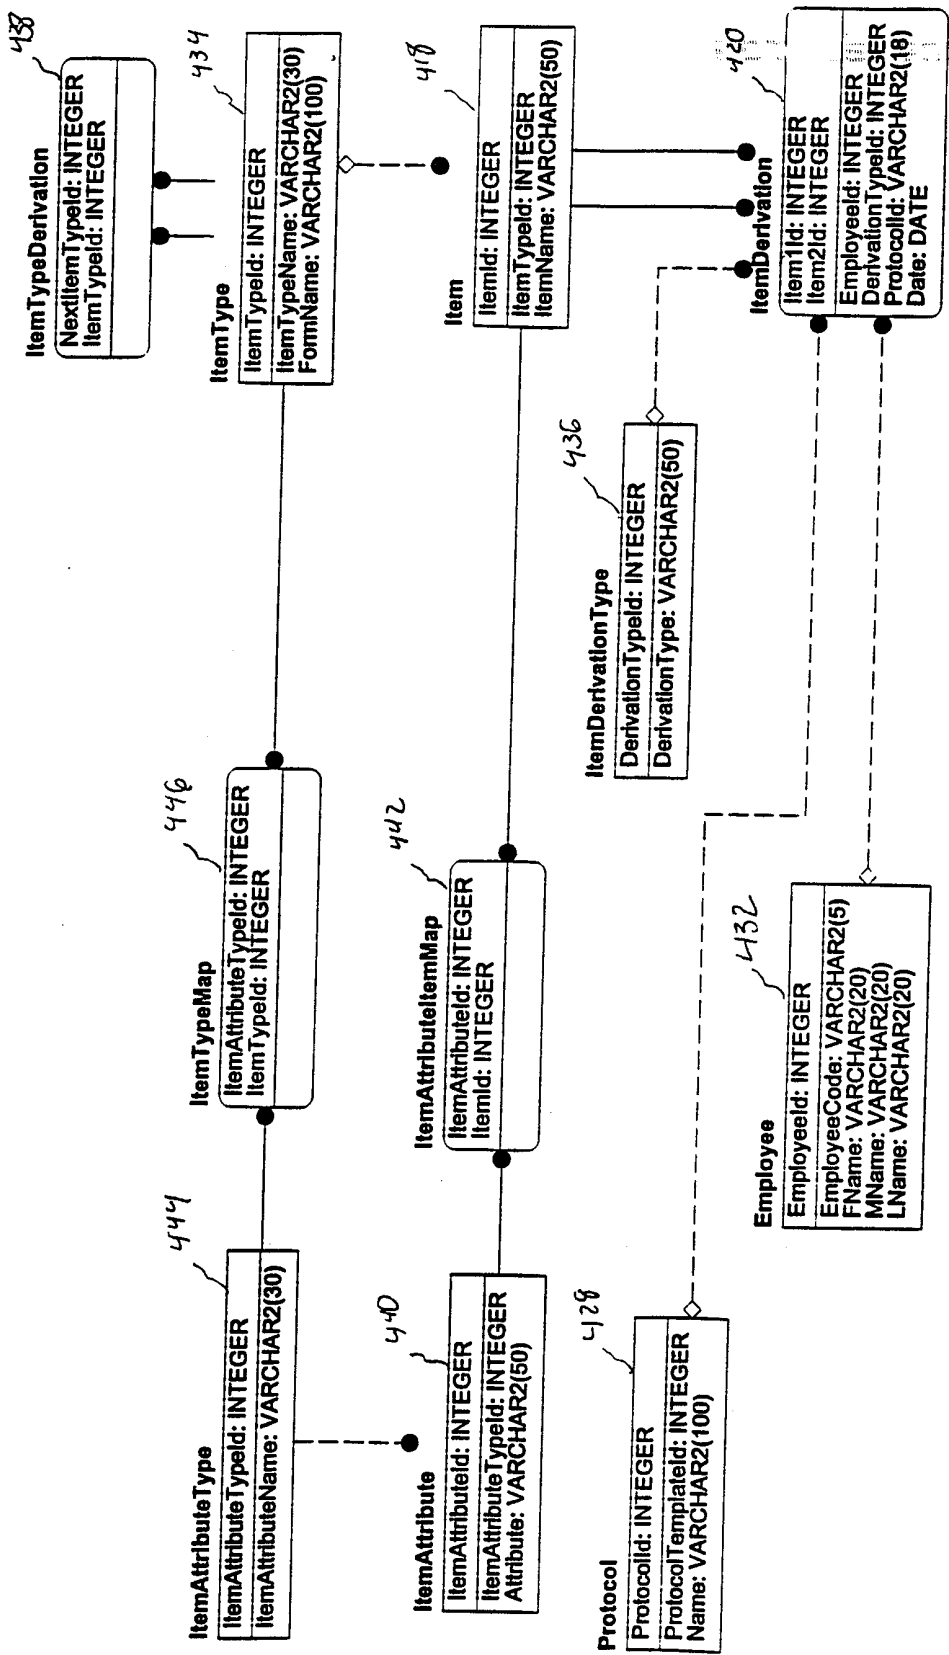 438
ItemTypeDerivation
NextItemTypeId: INTEGER
ItemTypeId: INTEGER
434
ItemType
ItemTypeId: INTEGER
ItemTypeName: VARCHAR2(30)
FormName: VARCHAR2(100)
418
Item
ItemId: INTEGER
ItemTypeId: INTEGER
ItemName: VARCHAR2(50)
420
ItemDerivation
Item1Id: INTEGER
Item2Id: INTEGER
EmployeeId: INTEGER
DerivationTypeId: INTEGER
ProtocolId: VARCHAR2(18)
Date: DATE
446
ItemTypeMap
ItemAttributeTypeId: INTEGER
ItemTypeId: INTEGER
442
ItemAttributeItemMap
ItemAttributeId: INTEGER
ItemId: INTEGER
436
ItemDerivationType
DerivationTypeId: INTEGER
DerivationType: VARCHAR2(50)
432
Employee
EmployeeId: INTEGER
EmployeeCode: VARCHAR2(5)
FName: VARCHAR2(20)
MName: VARCHAR2(20)
LName: VARCHAR2(20)
444
ItemAttributeType
ItemAttributeTypeId: INTEGER
ItemAttributeName: VARCHAR2(30)
440
ItemAttribute
ItemAttributeId: INTEGER
ItemAttributeTypeId: INTEGER
Attribute: VARCHAR2(50)
428
Protocol
ProtocolId: INTEGER
ProtocolTemplateId: INTEGER
Name: VARCHAR2(100)